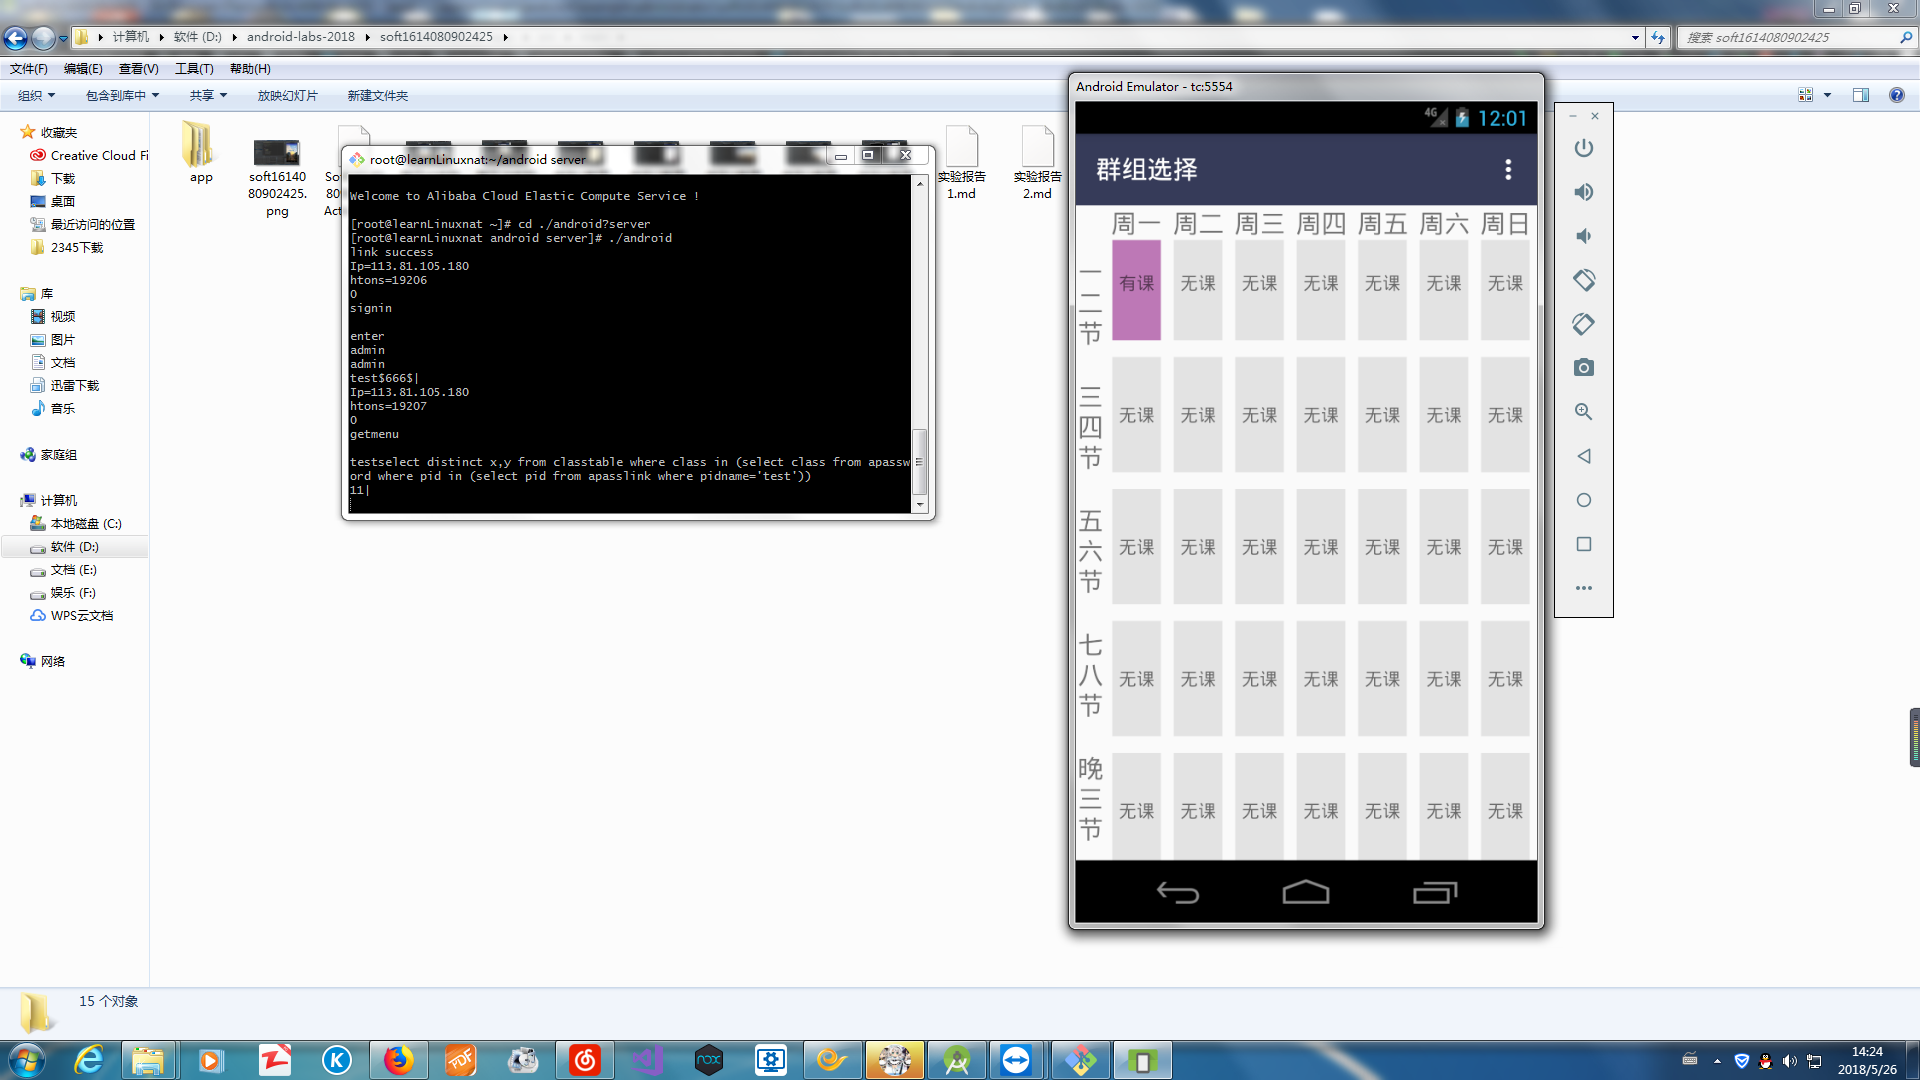 计算机 软件 (D:) android-labs-2018 soft1614080902425
搜索 soft1614080902425
文件(F) 编辑(E) 查看(V) 工具(T) 帮助(H)
组织 包含到库中 共享 放映幻灯片 新建文件夹
收藏夹
Creative Cloud Fi
下载
桌面
最近访问的位置
2345下载
库
视频
图片
文档
迅雷下载
音乐
家庭组
计算机
本地磁盘 (C:)
软件 (D:)
文档 (E:)
娱乐 (F:)
WPS云文档
网络
app
soft16140
80902425.
png
So
80
Act
实验报告
1.md
实验报告
2.md
root@learnLinuxnat:~/android server
Welcome to Alibaba Cloud Elastic Compute Service !
[root@learnLinuxnat ~]# cd ./android?server
[root@learnLinuxnat android server]# ./android
link success
Ip=113.81.105.180
htons=19206
0
signin
enter
admin
admin
test$666$|
Ip=113.81.105.180
htons=19207
0
getmenu
testselect distinct x,y from classtable where class in (select class from apassw
ord where pid in (select pid from apasslink where pidname='test'))
11|
Android Emulator - tc:5554
4G 12:01
群组选择
周一 周二 周三 周四 周五 周六 周日
一二节 有课 无课 无课 无课 无课 无课 无课
三四节 无课 无课 无课 无课 无课 无课 无课
五六节 无课 无课 无课 无课 无课 无课 无课
七八节 无课 无课 无课 无课 无课 无课 无课
晚三节 无课 无课 无课 无课 无课 无课 无课
15 个对象
PDF
nox
14:24
2018/5/26